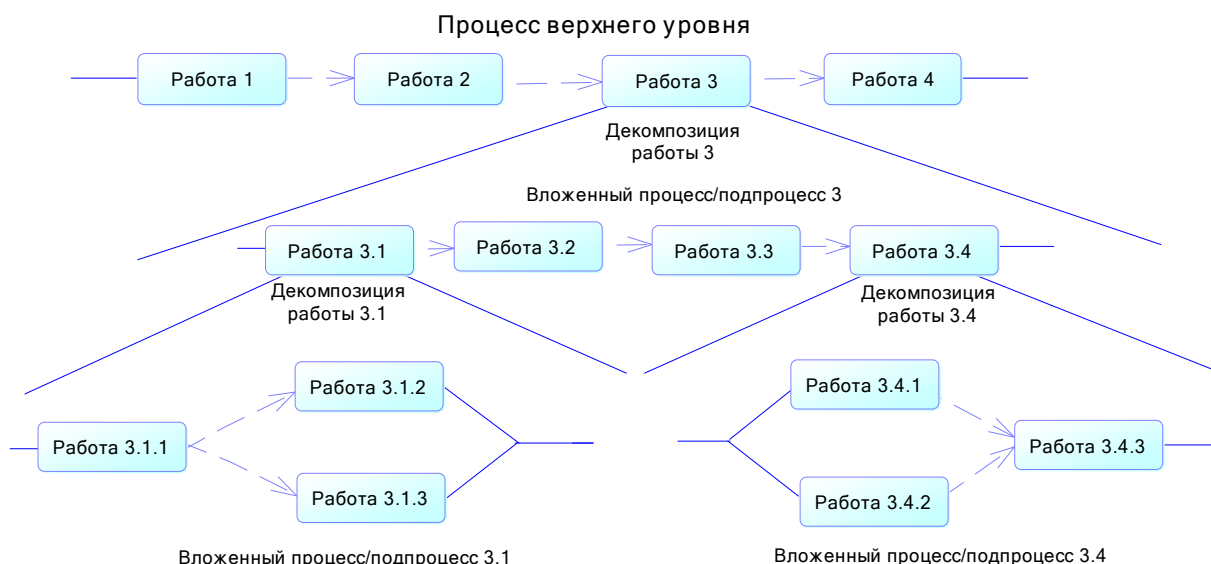 Процесс верхнего уровня
Работа 1
Работа 2
Работа 3
Работа 4
Декомпозиция
работы 3
Вложенный процесс/подпроцесс 3
Работа 3.1
Работа 3.2
Работа 3.3
Работа 3.4
Декомпозиция
работы 3.1
Декомпозиция
работы 3.4
Работа 3.1.1
Работа 3.1.2
Работа 3.1.3
Работа 3.4.1
Работа 3.4.2
Работа 3.4.3
Вложенный процесс/подпроцесс 3.1
Вложенный процесс/подпроцесс 3.4